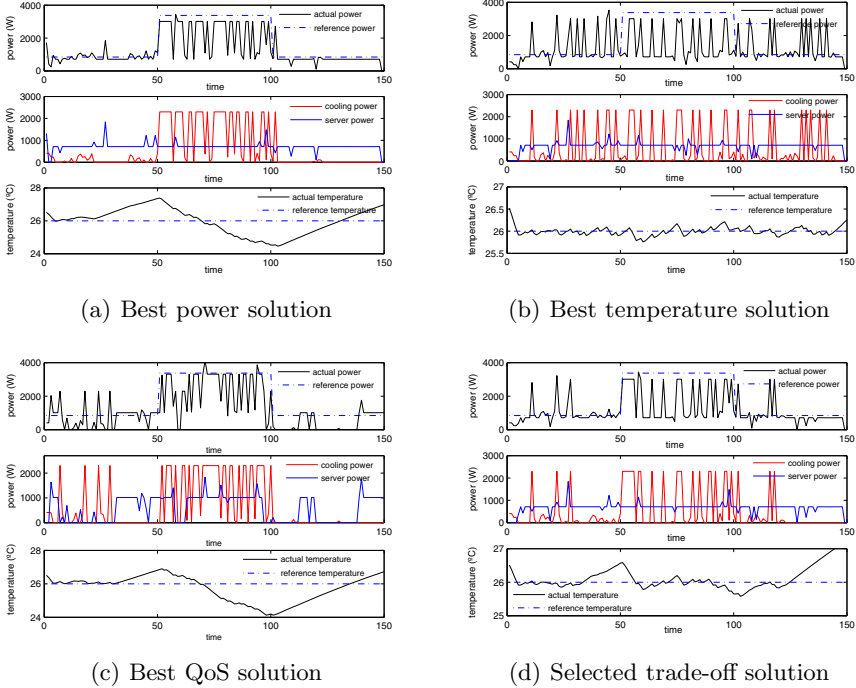 power (W)
4000
2000
0
0
50
100
150
time
actual power
reference power
power (W)
3000
2000
1000
0
0
50
100
150
time
cooling power
server power
temperature (ºC)
28
26
24
0
50
100
150
time
actual temperature
reference temperature
(a) Best power solution
power (W)
4000
2000
0
0
50
100
150
time
actual power
reference power
power (W)
3000
2000
1000
0
0
50
100
150
time
cooling power
server power
temperature (ºC)
27
26.5
26
25.5
0
50
100
150
time
actual temperature
reference temperature
(b) Best temperature solution
power (W)
4000
2000
0
0
50
100
150
time
actual power
reference power
power (W)
2000
1000
0
0
50
100
150
time
cooling power
server power
temperature (ºC)
28
26
24
0
50
100
150
time
actual temperature
reference temperature
(c) Best QoS solution
power (W)
4000
2000
0
0
50
100
150
time
actual power
reference power
power (W)
3000
2000
1000
0
0
50
100
150
time
cooling power
server power
temperature (ºC)
27
26
25
0
50
100
150
time
actual temperature
reference temperature
(d) Selected trade-off solution